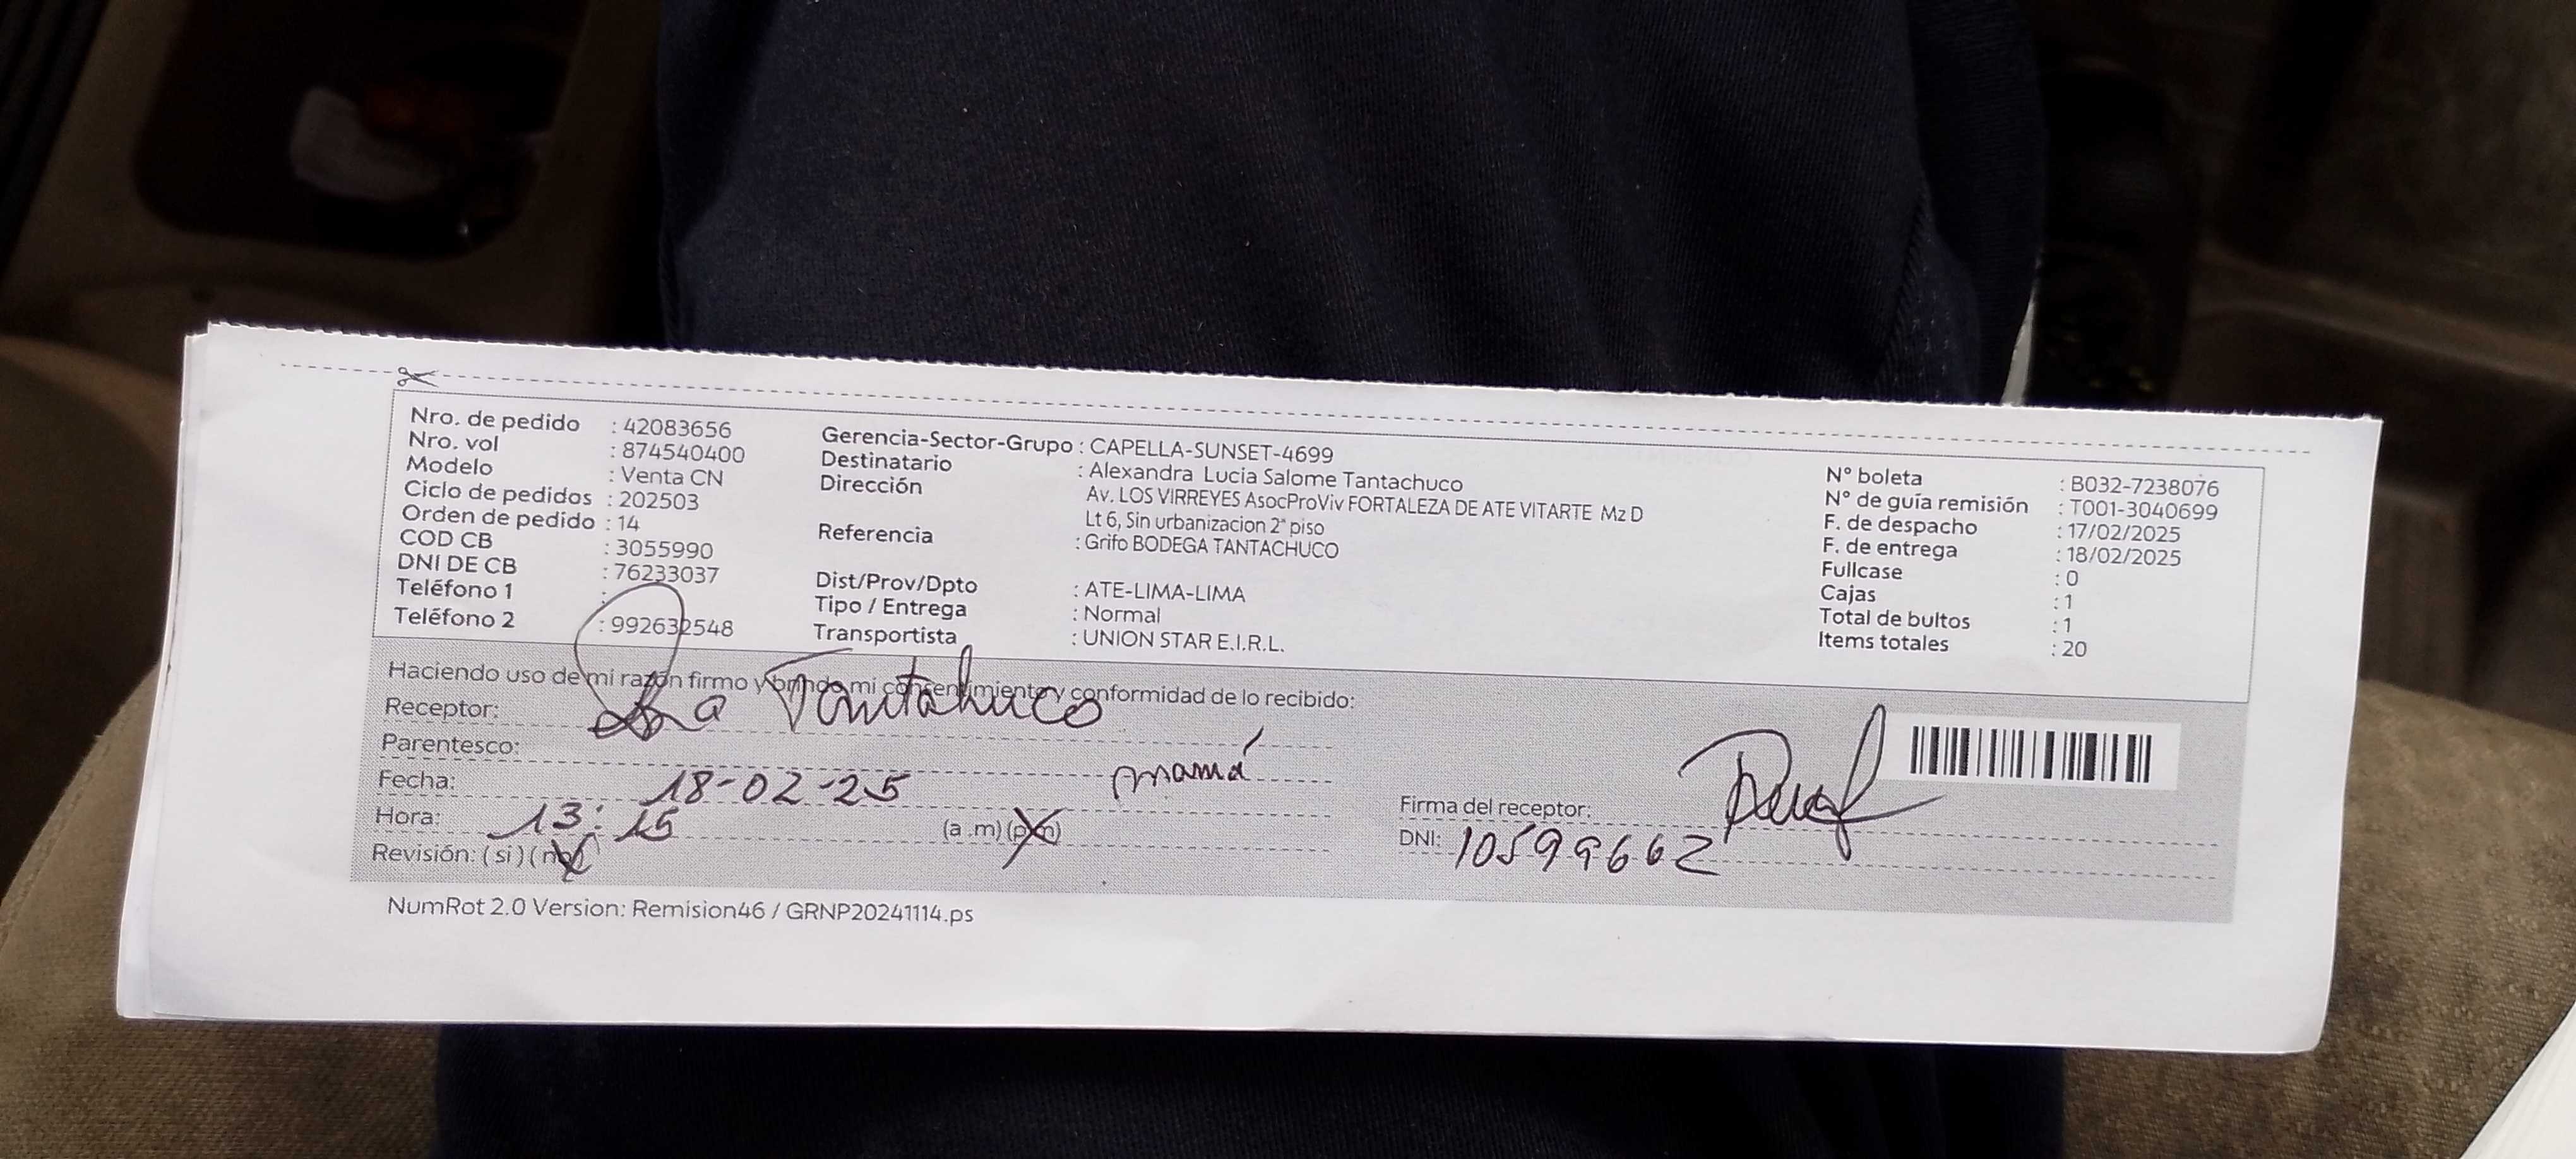 Nro. de pedido : 42083656
Nro. vol : 874540400
Modelo : Venta CN
Ciclo de pedidos : 202503
Orden de pedido : 14
COD CB : 3055990
DNI DE CB : 76233037
Teléfono 1 :
Teléfono 2 : 992632548
Gerencia-Sector-Grupo : CAPELLA-SUNSET-4699
Destinatario : Alexandra Lucia Salome Tantachuco
Dirección Av. LOS VIRREYES AsocProViv FORTALEZA DE ATE VITARTE Mz D
Lt 6, Sin urbanizacion 2° piso
Referencia : Grifo BODEGA TANTACHUCO
Dist/Prov/Dpto : ATE-LIMA-LIMA
Tipo / Entrega : Normal
Transportista : UNION STAR E.I.R.L.
N° boleta : B032-7238076
N° de guía remisión : T001-3040699
F. de despacho : 17/02/2025
F. de entrega : 18/02/2025
Fullcase : 0
Cajas : 1
Total de bultos : 1
Items totales : 20
Haciendo uso de mi razón firmo y brindo mi consentimiento y conformidad de lo recibido:
Receptor: Tantahuco
Parentesco: mamá
Fecha: 18-02-25
Hora: 13:15 (a .m) (p.m)
Revisión: ( si ) ( no )
Firma del receptor:
DNI: 10599662
NumRot 2.0 Version: Remision46 / GRNP20241114.ps